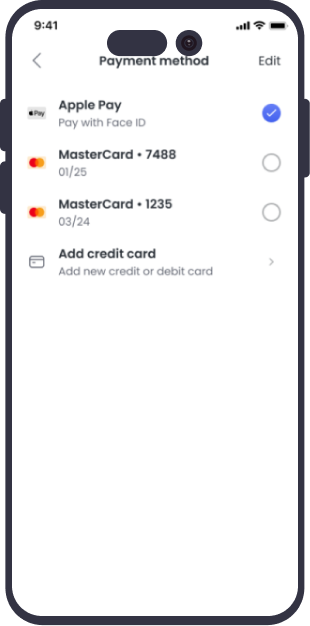 9:41
Payment method
Edit
Apple Pay
Pay
Pay with Face ID
MasterCard • 7488
01/25
MasterCard • 1235
03/24
Add credit card
Add new credit or debit card